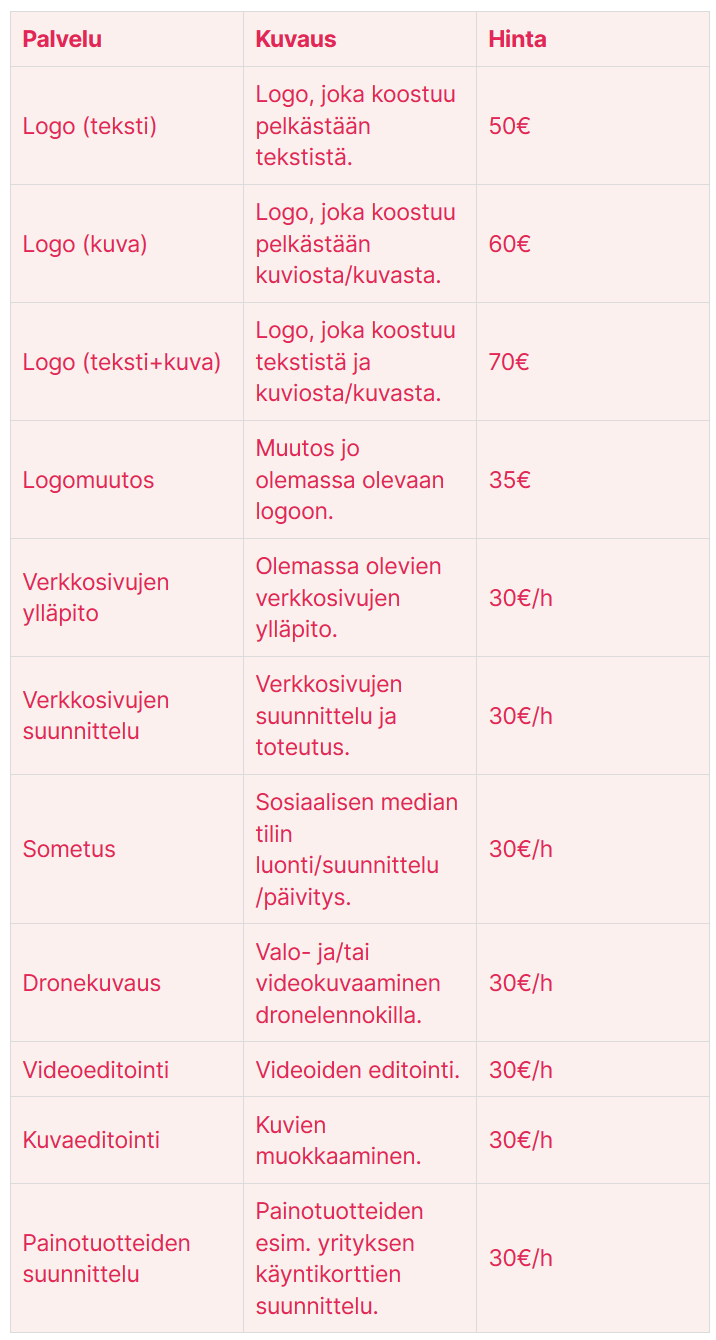 Palvelu Kuvaus Hinta
Logo (teksti) Logo, joka koostuu pelkästään tekstistä. 50€
Logo (kuva) Logo, joka koostuu pelkästään kuviosta/kuvasta. 60€
Logo (teksti+kuva) Logo, joka koostuu tekstistä ja kuviosta/kuvasta. 70€
Logomuutos Muutos jo olemassa olevaan logoon. 35€
Verkkosivujen ylläpito Olemassa olevien verkkosivujen ylläpito. 30€/h
Verkkosivujen suunnittelu Verkkosivujen suunnittelu ja toteutus. 30€/h
Sometus Sosiaalisen median tilin luonti/suunnittelu/päivitys. 30€/h
Dronekuvaus Valo- ja/tai videokuvaaminen dronelennokilla. 30€/h
Videoeditointi Videoiden editointi. 30€/h
Kuvaeditointi Kuvien muokkaaminen. 30€/h
Painotuotteiden suunnittelu Painotuotteiden esim. yrityksen käyntikorttien suunnittelu. 30€/h